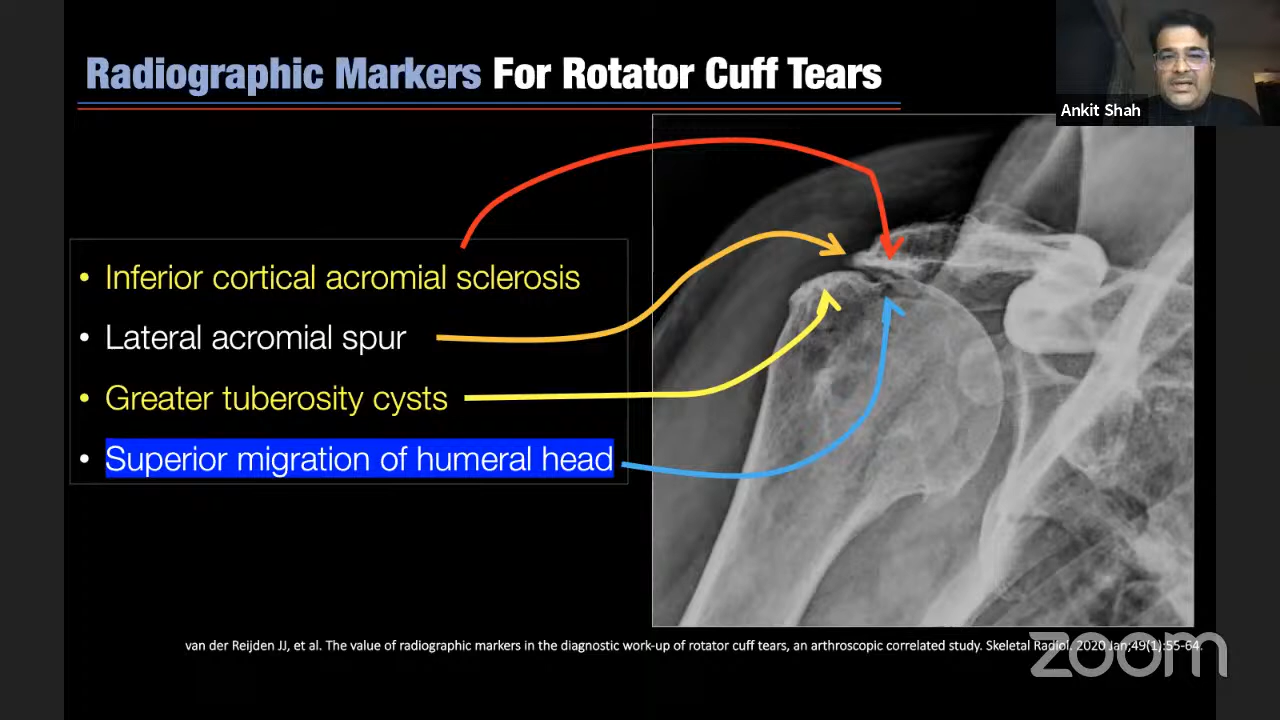 Radiographic Markers For Rotator Cuff Tears
Ankit Shah
• Inferior cortical acromial sclerosis
• Lateral acromial spur
• Greater tuberosity cysts
• Superior migration of humeral head
van der Reijden JJ, et al. The value of radiographic markers in the diagnostic work-up of rotator cuff tears, an arthroscopic correlated study. Skeletal Radiol. 2020 Jan;49(1):55-64.
zoom